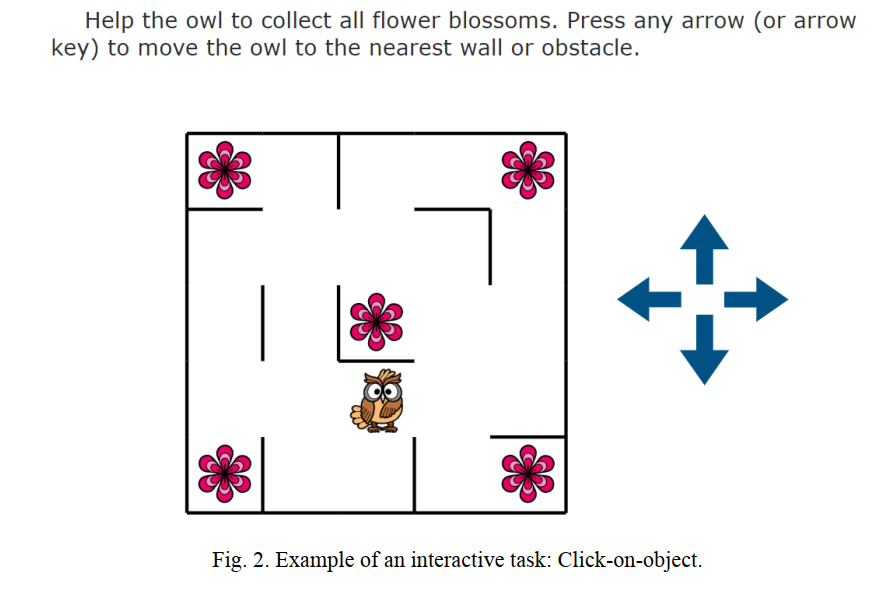 Help the owl to collect all flower blossoms. Press any arrow (or arrow
key) to move the owl to the nearest wall or obstacle.
Fig. 2. Example of an interactive task: Click-on-object.